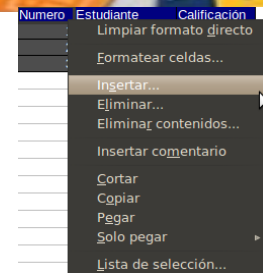 Numero Estudiante Calificación
Limpiar formato directo
Formatear celdas...
Insertar...
Eliminar...
Eliminar contenidos...
Insertar comentario
Cortar
Copiar
Pegar
Solo pegar
Lista de selección...